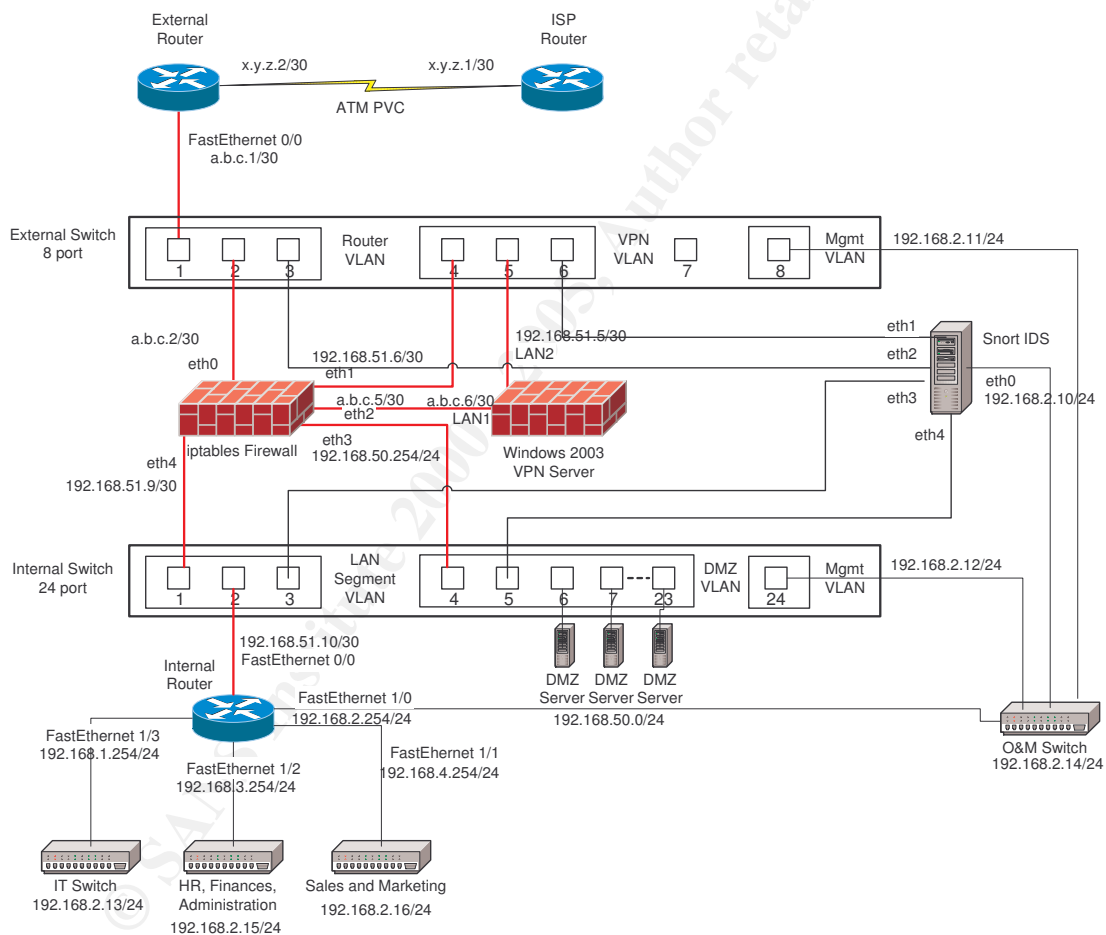 External
Router
ISP
Router
x.y.z.2/30
x.y.z.1/30
ATM PVC
FastEthernet 0/0
a.b.c.1/30
External Switch
8 port
1
2
3
Router
VLAN
4
5
6
VPN
VLAN
7
8
Mgmt
VLAN
192.168.2.11/24
a.b.c.2/30
eth0
192.168.51.6/30
eth1
192.168.51.5/30
LAN2
eth1
eth2
eth3
Snort IDS
eth0
192.168.2.10/24
eth4
a.b.c.5/30
eth2
a.b.c.6/30
LAN1
iptables Firewall
eth3
192.168.50.254/24
Windows 2003
VPN Server
eth4
192.168.51.9/30
Internal Switch
24 port
1
2
3
LAN
Segment
VLAN
4
5
6
7
23
DMZ
VLAN
24
Mgmt
VLAN
192.168.2.12/24
192.168.51.10/30
FastEthernet 0/0
Internal
Router
DMZ
Server
DMZ
Server
DMZ
Server
192.168.50.0/24
FastEthernet 1/0
192.168.2.254/24
O&M Switch
192.168.2.14/24
FastEthernet 1/3
192.168.1.254/24
FastEthernet 1/2
192.168.3.254/24
FastEthernet 1/1
192.168.4.254/24
IT Switch
192.168.2.13/24
HR, Finances,
Administration
192.168.2.15/24
Sales and Marketing
192.168.2.16/24
© SANS Institute 2000 - 2005, Author reta